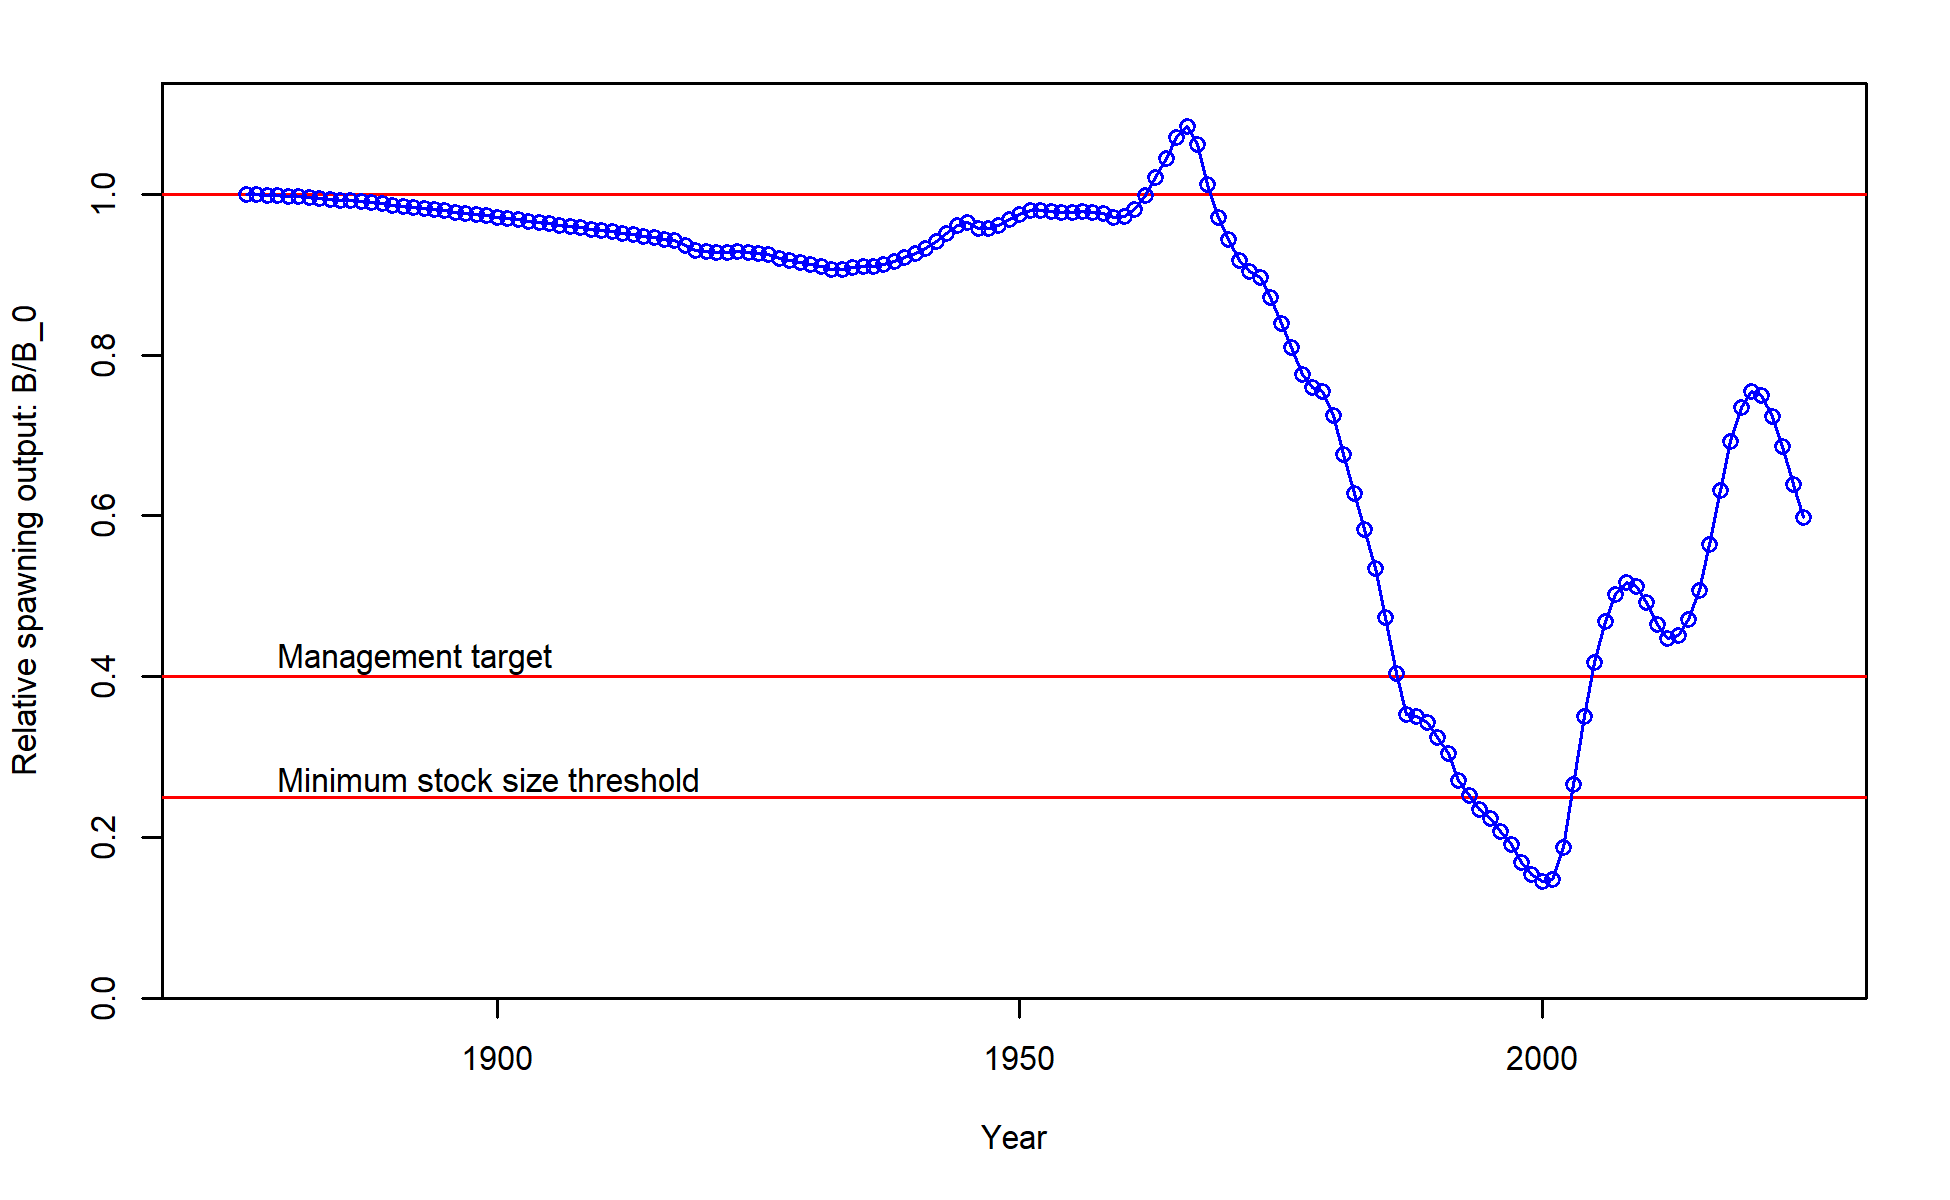 Relative spawning output: B/B_0
1.0
0.8
0.6
0.4
0.2
0.0
Management target
Minimum stock size threshold
1900
1950
2000
Year